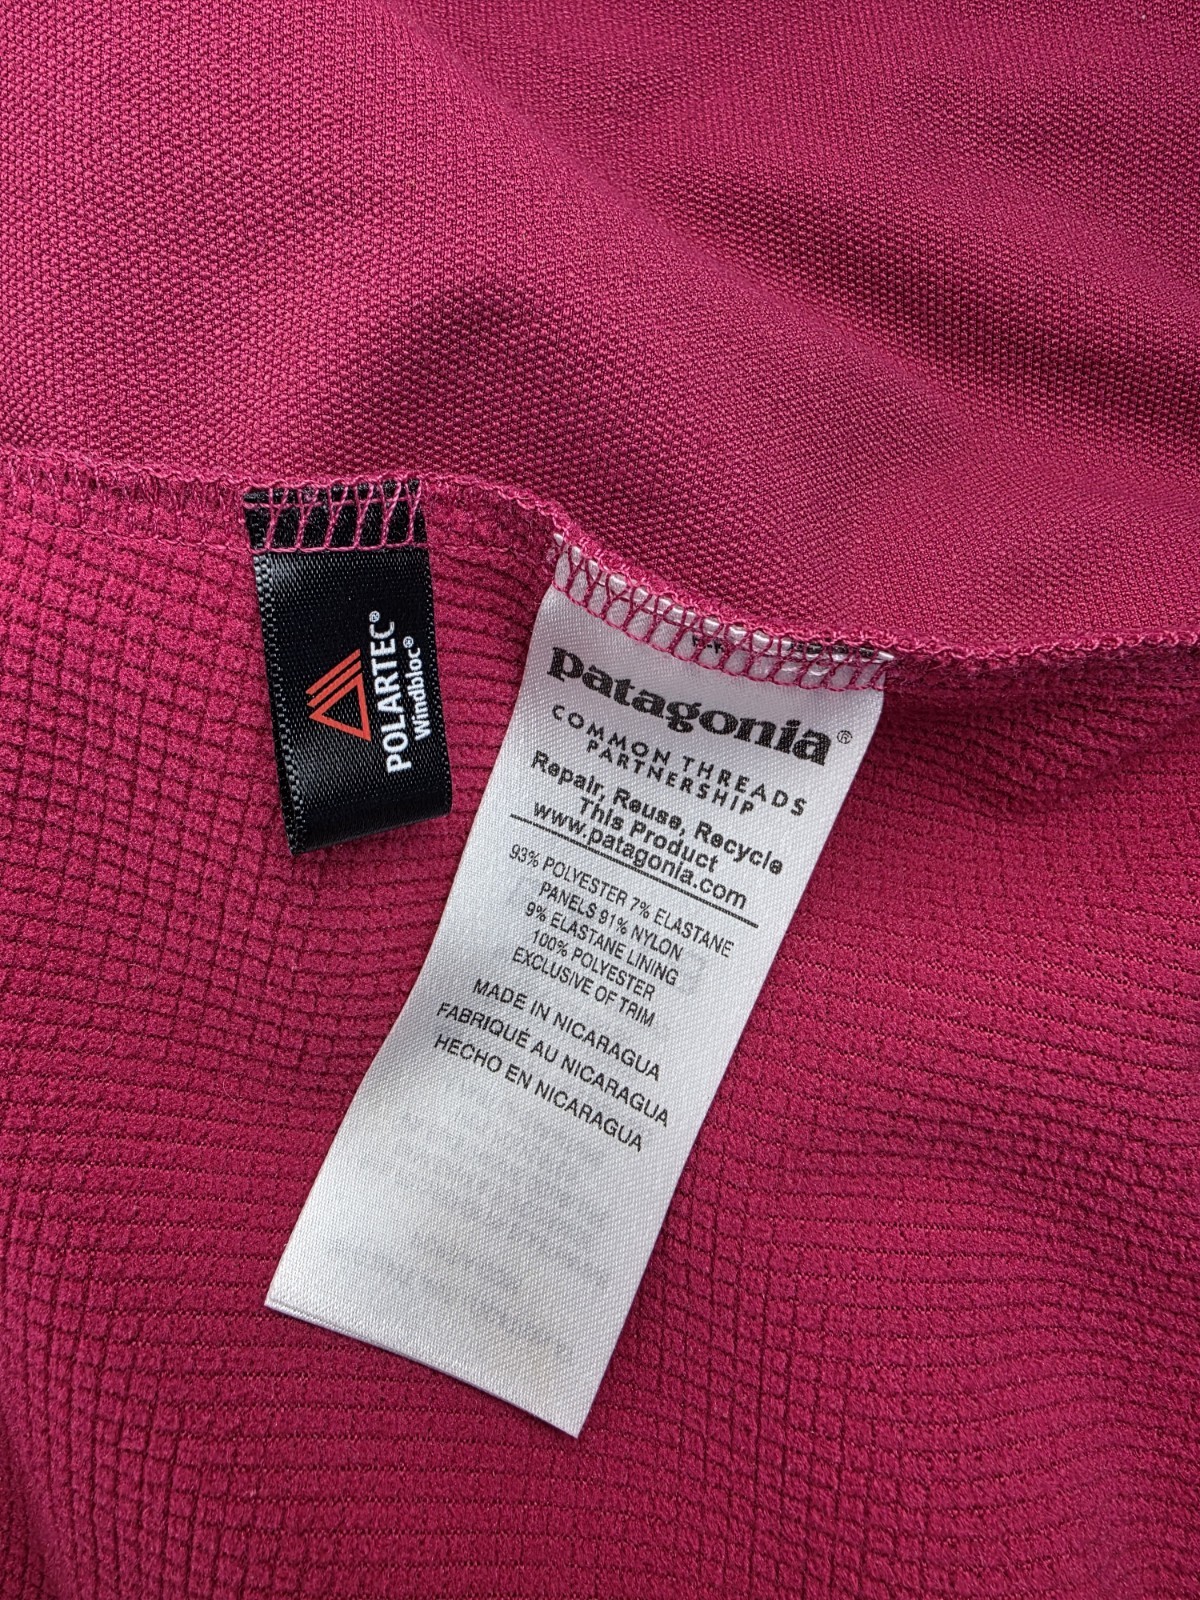 POLARTEC®
Windbloc®
patagonia®
COMMON THREADS
PARTNERSHIP
Repair, Reuse, Recycle
This Product
www.patagonia.com
93% POLYESTER 7% ELASTANE
PANELS 91% NYLON
9% ELASTANE LINING
100% POLYESTER
EXCLUSIVE OF TRIM
MADE IN NICARAGUA
FABRIQUÉ AU NICARAGUA
HECHO EN NICARAGUA